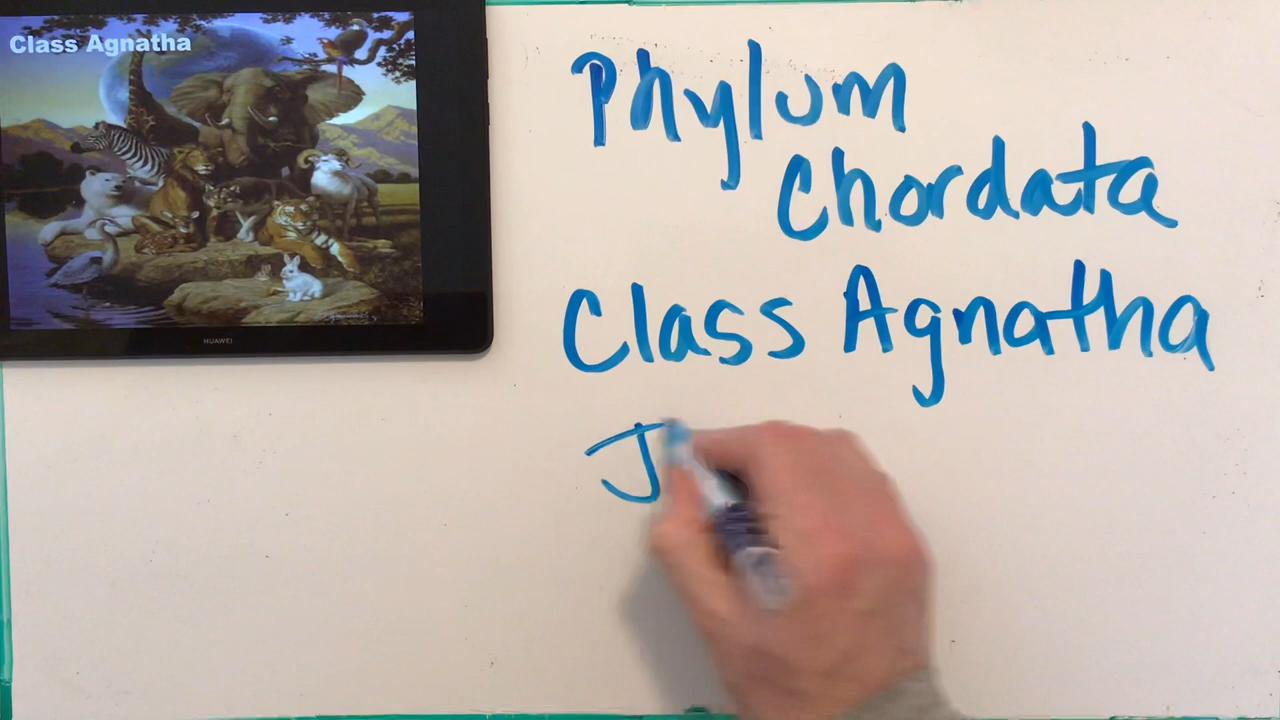 Class Agnatha
HUAWEI
Phylum
Chordata
Class Agnatha
J